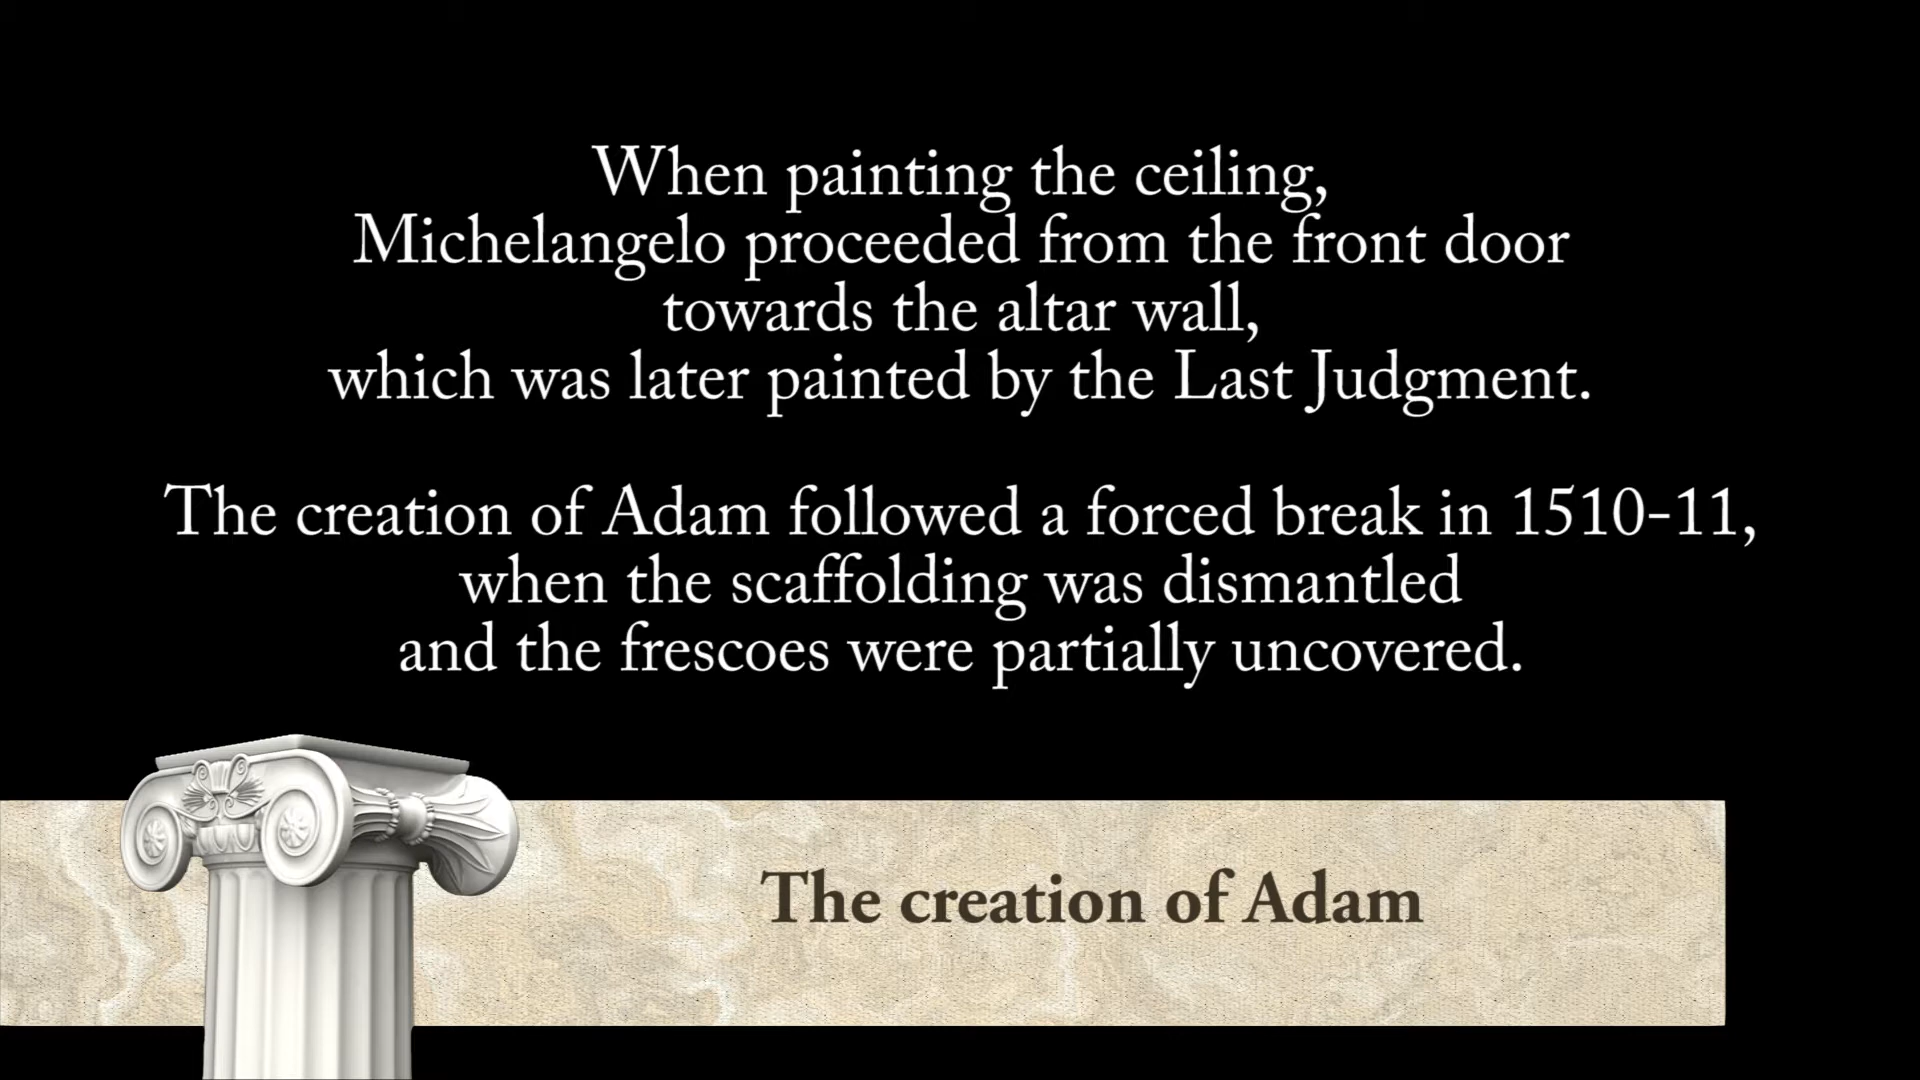 When painting the ceiling,
Michelangelo proceeded from the front door
towards the altar wall,
which was later painted by the Last Judgment.
The creation of Adam followed a forced break in 1510-11,
when the scaffolding was dismantled
and the frescoes were partially uncovered.
The creation of Adam